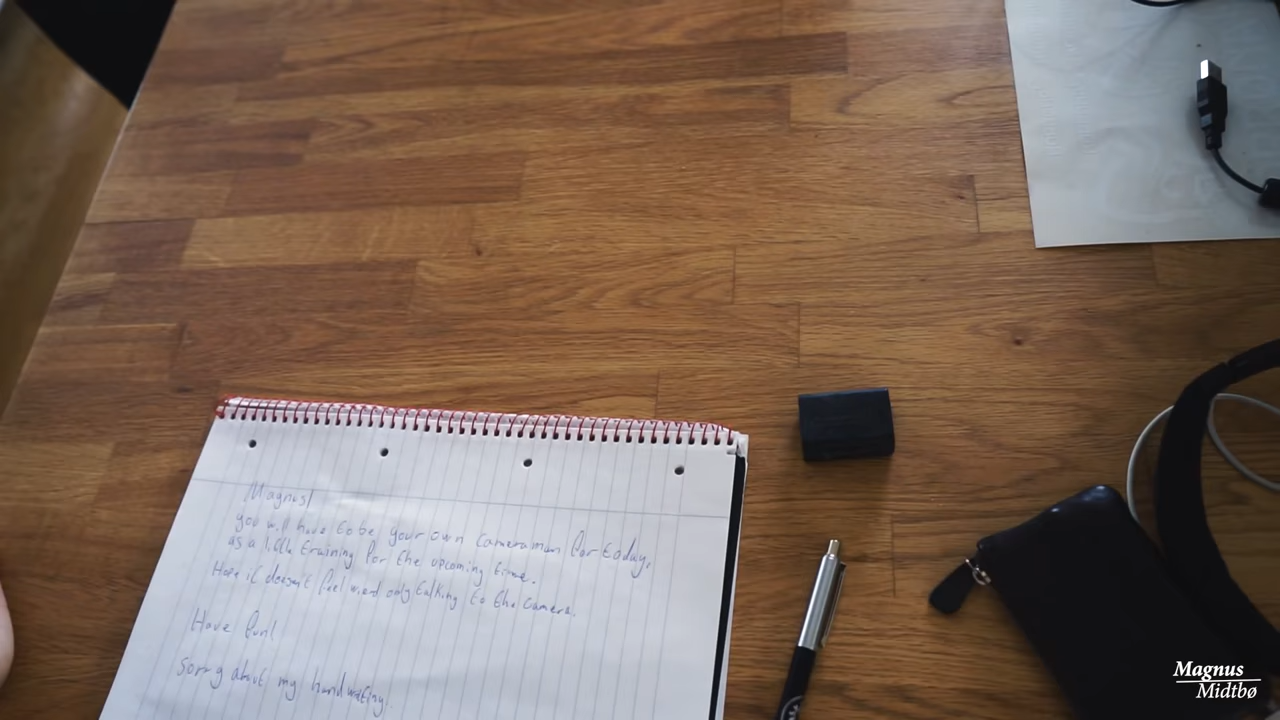 Magnus!
you will have to be your own cameraman for today,
as a little training for the upcoming time.
Hope it doesn't feel weird only talking to the camera.
Have fun!
Sorry about my handwriting.
Magnus
Midtbø